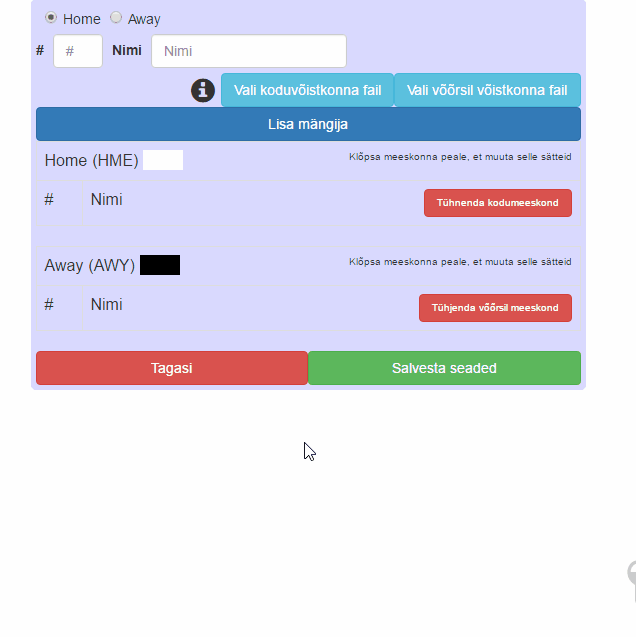 Home Away
# # Nimi Nimi
Vali koduvõistkonna fail Vali võõrsil võistkonna fail
Lisa mängija
Home (HME) Klõpsa meeskonna peale, et muuta selle sätteid
# Nimi Tühnenda kodumeeskond
Away (AWY) Klõpsa meeskonna peale, et muuta selle sätteid
# Nimi Tühjenda võõrsil meeskond
Tagasi Salvesta seaded